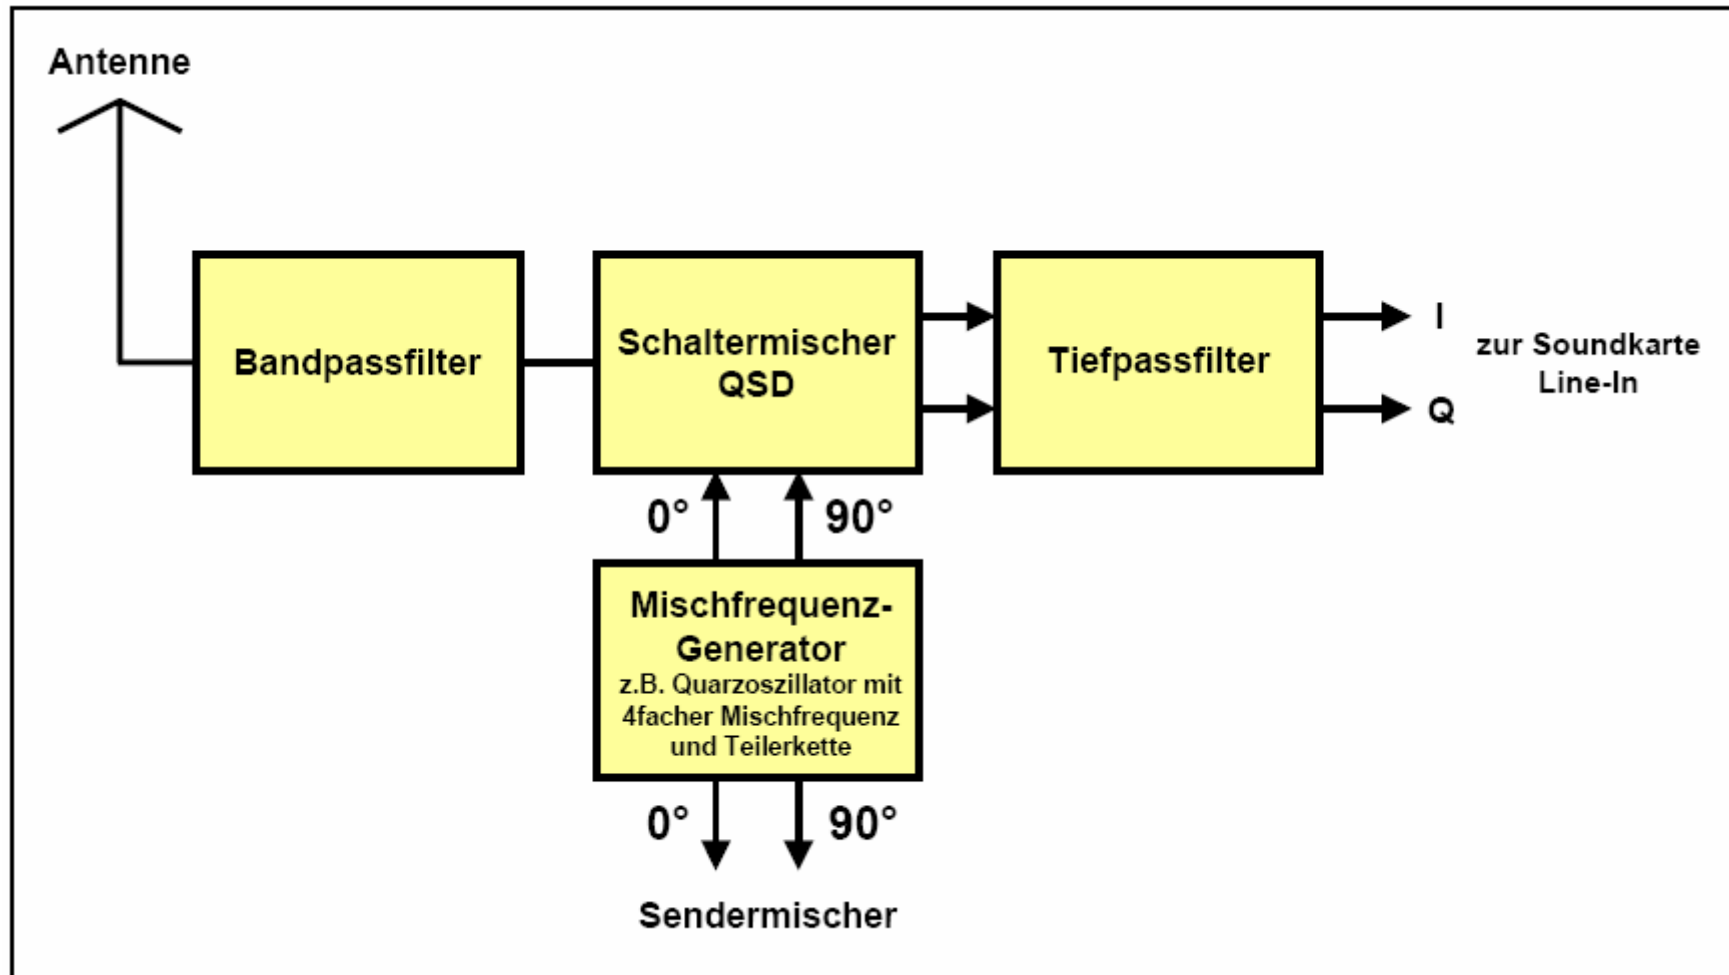 Antenne
Bandpassfilter
Schaltermischer
QSD
Tiefpassfilter
I
Q
zur Soundkarte
Line-In
0°
90°
Mischfrequenz-
Generator
z.B. Quarzoszillator mit
4facher Mischfrequenz
und Teilerkette
0°
90°
Sendermischer